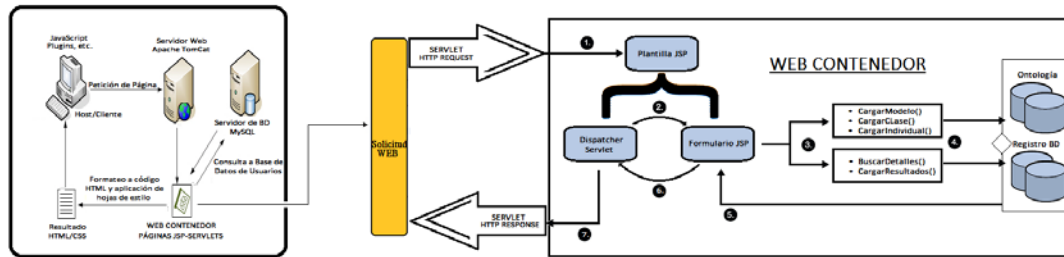 JavaScript
Plugins, etc.
Servidor Web
Apache TomCat
Petición de Página
Host/Cliente
Servidor de BD
MySQL
Consulta a Base de
Datos de Usuarios
Formateo a código
HTML y aplicación de
hojas de estilo
Resultado
HTML/CSS
WEB CONTENEDOR
PÁGINAS JSP-SERVLETS
Solicitud
WEB
SERVLET
HTTP REQUEST
SERVLET
HTTP RESPONSE
1.
Plantilla JSP
WEB CONTENEDOR
2.
Dispatcher
Servlet
Formulario JSP
3.
• CargarModelo()
• CargarCLase()
• CargarIndividual()
• BuscarDetalles()
• CargarResultados()
4.
Ontología
Registro BD
5.
6.
7.